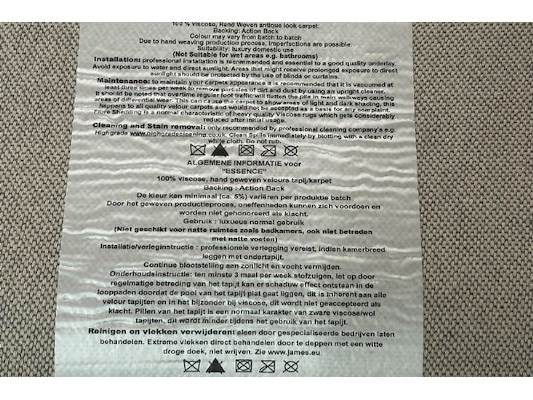 100 % Viscose, Hand Woven antique look carpet.
Backing: Action Back
Colour may vary from batch to batch
Due to hand weaving production process, imperfections are possible.
Suitability: luxury domestic use
(Not Suitable for wet areas e.g. bathrooms)
Installation: professional installation is recommended and essential to a good quality underlay.
Avoid exposure to water and direct sunlight. Areas that might receive prolonged exposure to direct
sunlight should be protected by the use of blinds or curtains.
Maintenance: to maintain your carpets appearance it is recommended that it is vacuumed at
least three times per week to remove particles of dirt and dust by using an upright cleaner.
It should be noted that overtime regular foot traffic will flatten the pile in main walkways causing
areas of differential wear. This can cause the carpet to show areas of light and dark shading, this
happens to all quality velour carpets and would not be accepted as a basis for any complaint.
Pure Shedding is a normal characteristic of heavy quality Viscose rugs which gets considerably
reduced after initial usage.
Cleaning and Stain removal: only recommended by professional cleaning company e.g.
Highgrade www.highgradecleaning.co.uk. Clean Spills immediately by blotting with a clean dry
white cloth. Do not rub.
ALGEMENE INFORMATIE voor
"ESSENCE"
100% viscose, hand geweven velours tapij/karpet
Backing : Action Back
De kleur kan minimaal (ca. 5%) variëren per produktie batch
Door het geweven productieproces, oneffenheden kunnen zich voordoen en
worden niet gehonoreerd als klacht.
Gebruik : luxueus normal gebruik
(Niet geschikt voor natte ruimtes zoals badkamers, ook niet betreden
met natte voeten)
Installatie/verleginstructie : professionele verlegging vereist, indien kamerbreed
leggen met ondertapijt.
Continue blootstelling aan zonlicht en vocht vermijden.
Onderhoudsinstructie: ten minste 3 maal per week stofzuigen, let op door
regelmatige betreding van het tapijt kan er schaduw effect ontstaan in de
looppaden doordat de pool van het tapijt plat gaat liggen, dit is inherent aan alle
velour tapijten en in het bijzonder bij viscose, dit wordt niet geaccepteerd als
klacht. Pillen van het tapijt is een normaal karakter van zware viscose/wol
tapijten, dit wordt minder tijdens het gebruik van het tapijt.
Reinigen en vlekken verwijderen: alleen door gespecialiseerde bedrijven laten
behandelen. Extreme vlekken direct behandelen door te deppen met een witte
droge doek, niet wrijven. Zie www.james.eu